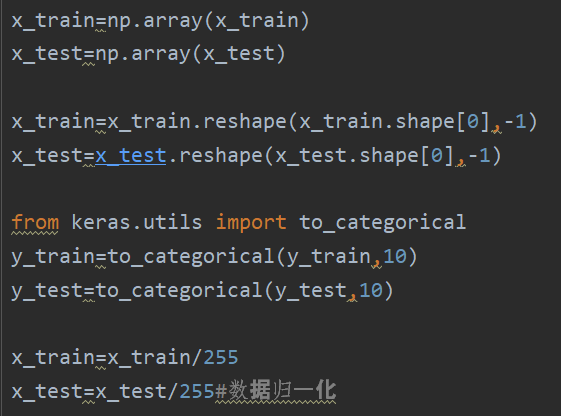 x_train=np.array(x_train)
x_test=np.array(x_test)
x_train=x_train.reshape(x_train.shape[0],-1)
x_test=x_test.reshape(x_test.shape[0],-1)
from keras.utils import to_categorical
y_train=to_categorical(y_train,10)
y_test=to_categorical(y_test,10)
x_train=x_train/255
x_test=x_test/255#数据归一化